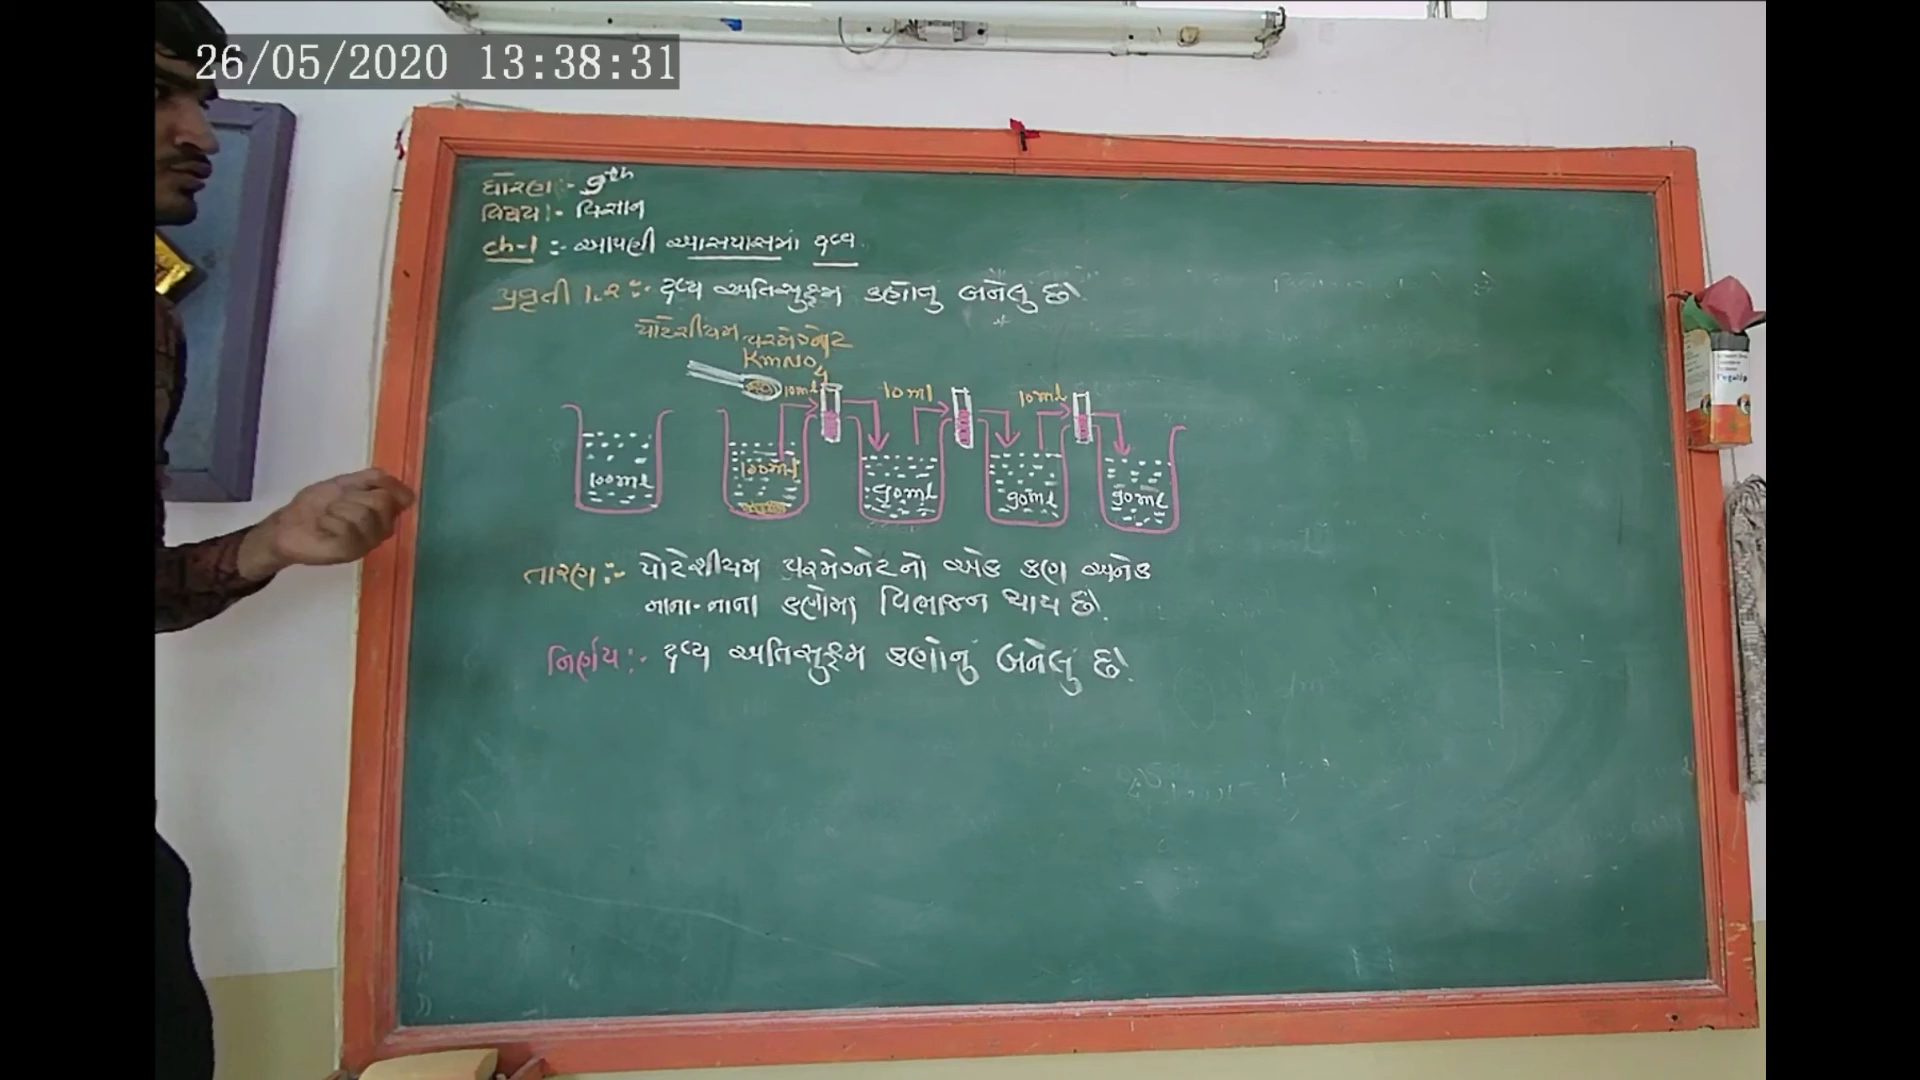 26/05/2020 13:38:31
ધોરણ :- 9th
વિષય :- વિજ્ઞાન
ch-1 :- આપણી આસપાસમાં દ્રવ્ય.
પ્રવૃતી 1.2 :- દ્રવ્ય અતિસુક્ષ્મ કણોનું બનેલું છે.
પોટેશીયમ પરમેગ્નેટ
KmNO4
10ml 10ml 10ml
100ml 100ml 90ml 90ml 90ml
તારણ :- પોટેશીયમ પરમેગ્નેટનો એક કણ અનેક
નાના-નાના કણોમાં વિભાજન થાય છે.
નિર્ણય :- દ્રવ્ય અતિસુક્ષ્મ કણોનું બનેલું છે.